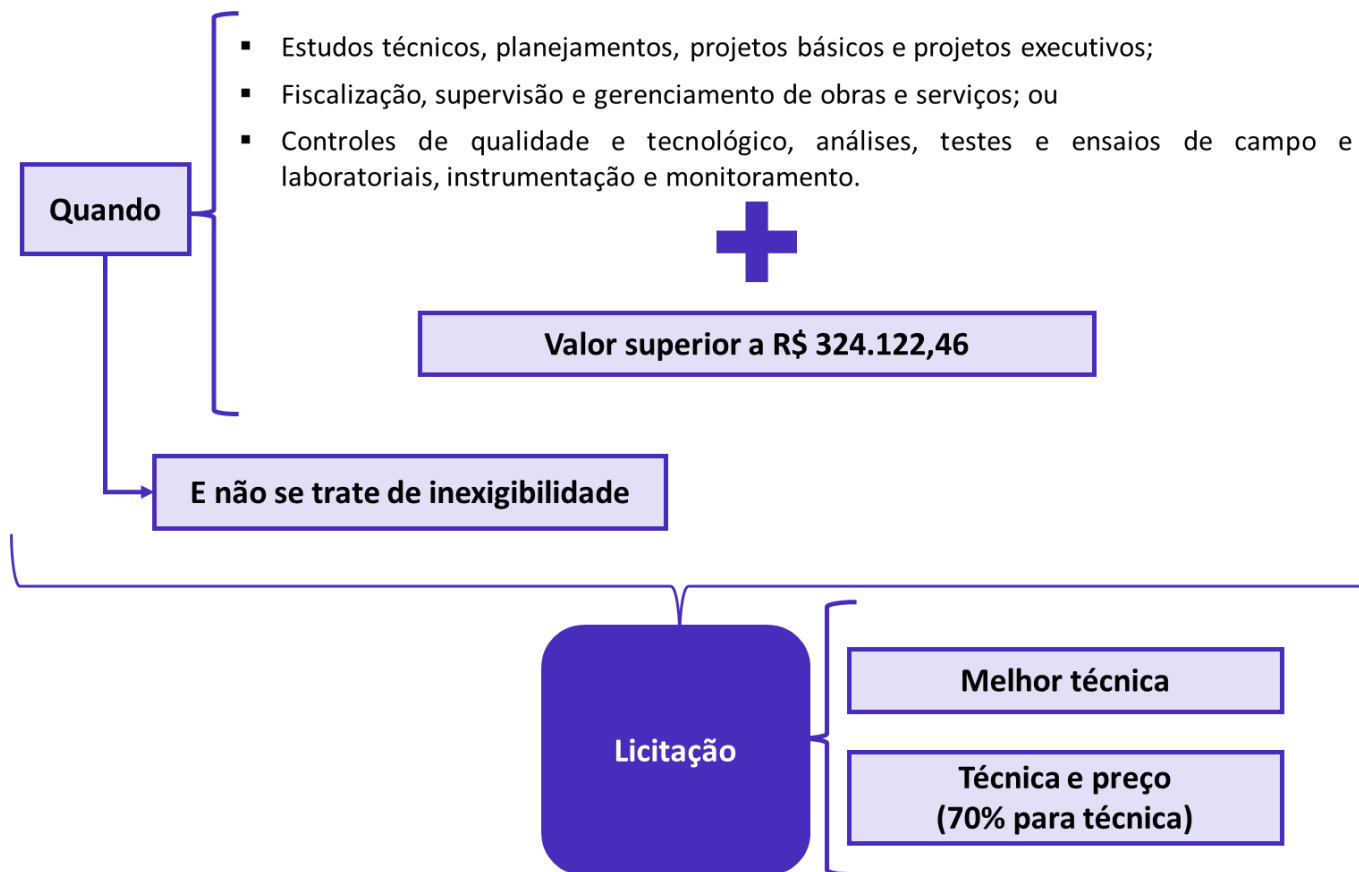 ▪ Estudos técnicos, planejamentos, projetos básicos e projetos executivos;
▪ Fiscalização, supervisão e gerenciamento de obras e serviços; ou
▪ Controles de qualidade e tecnológico, análises, testes e ensaios de campo e
laboratoriais, instrumentação e monitoramento.
Quando
Valor superior a R$ 324.122,46
E não se trate de inexigibilidade
Licitação
Melhor técnica
Técnica e preço
(70% para técnica)